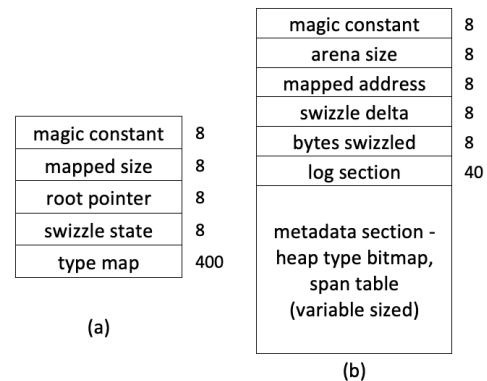 magic constant 8
mapped size 8
root pointer 8
swizzle state 8
type map 400
(a)
magic constant 8
arena size 8
mapped address 8
swizzle delta 8
bytes swizzled 8
log section 40
metadata section -
heap type bitmap,
span table
(variable sized)
(b)